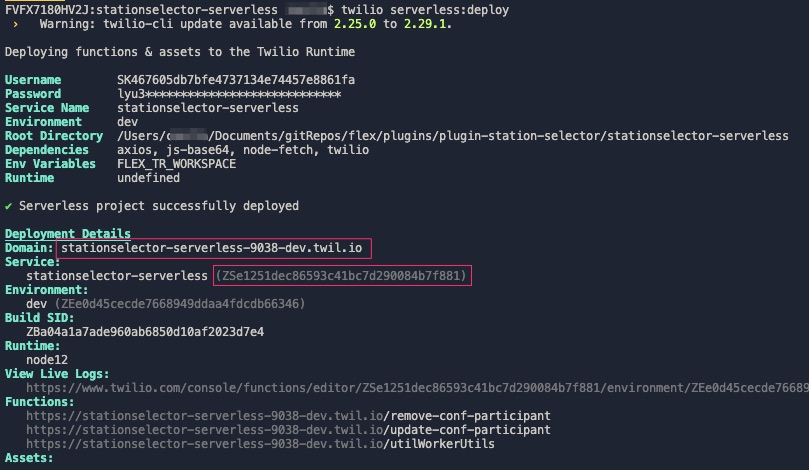 FVFX7180HV2J:stationselector-serverless $ twilio serverless:deploy
› Warning: twilio-cli update available from 2.25.0 to 2.29.1.
Deploying functions & assets to the Twilio Runtime
Username SK467605db7bfe4737134e74457e8861fa
Password lyu3****************************
Service Name stationselector-serverless
Environment dev
Root Directory /Users/c /Documents/gitRepos/flex/plugins/plugin-station-selector/stationselector-serverless
Dependencies axios, js-base64, node-fetch, twilio
Env Variables FLEX_TR_WORKSPACE
Runtime undefined
✔ Serverless project successfully deployed
Deployment Details
Domain: stationselector-serverless-9038-dev.twil.io
Service:
stationselector-serverless (ZSe1251dec86593c41bc7d290084b7f881)
Environment:
dev (ZEe0d45cecde7668949ddaa4fdcdb66346)
Build SID:
ZBa04a1a7ade960ab6850d10af2023d7e4
Runtime:
node12
View Live Logs:
https://www.twilio.com/console/functions/editor/ZSe1251dec86593c41bc7d290084b7f881/environment/ZEe0d45cecde76689
Functions:
https://stationselector-serverless-9038-dev.twil.io/remove-conf-participant
https://stationselector-serverless-9038-dev.twil.io/update-conf-participant
https://stationselector-serverless-9038-dev.twil.io/utilWorkerUtils
Assets: